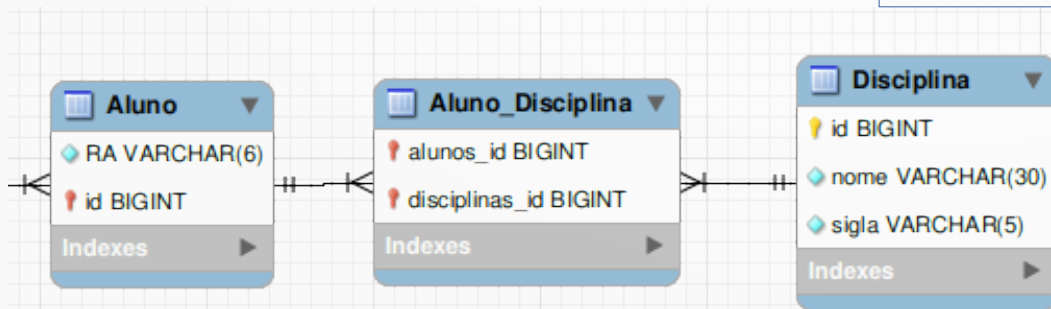 Aluno
RA VARCHAR(6)
id BIGINT
Indexes
Aluno_Disciplina
alunos_id BIGINT
disciplinas_id BIGINT
Indexes
Disciplina
id BIGINT
nome VARCHAR(30)
sigla VARCHAR(5)
Indexes